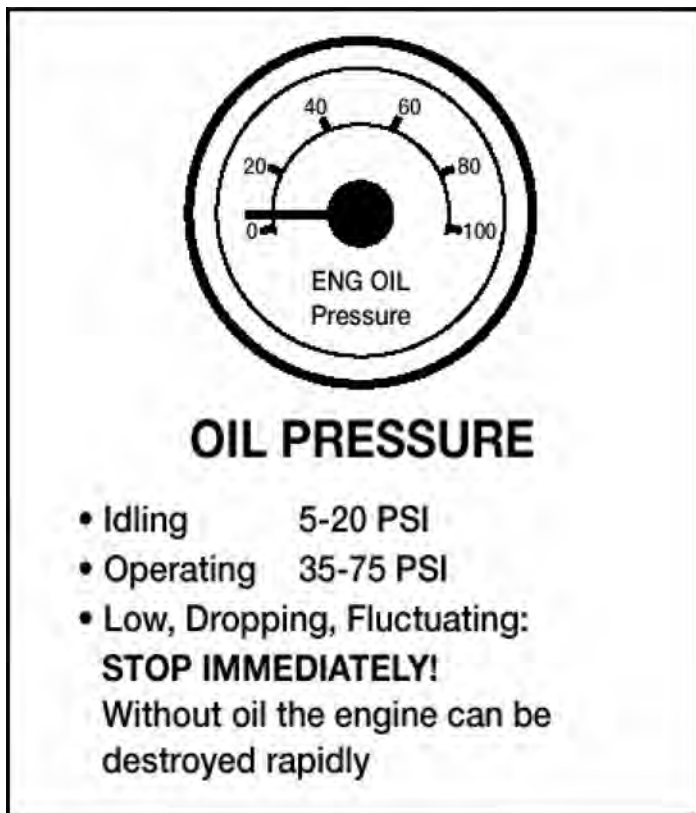 40 60
20 80
0 100
ENG OIL
Pressure
OIL PRESSURE
• Idling 5-20 PSI
• Operating 35-75 PSI
• Low, Dropping, Fluctuating:
STOP IMMEDIATELY!
Without oil the engine can be
destroyed rapidly